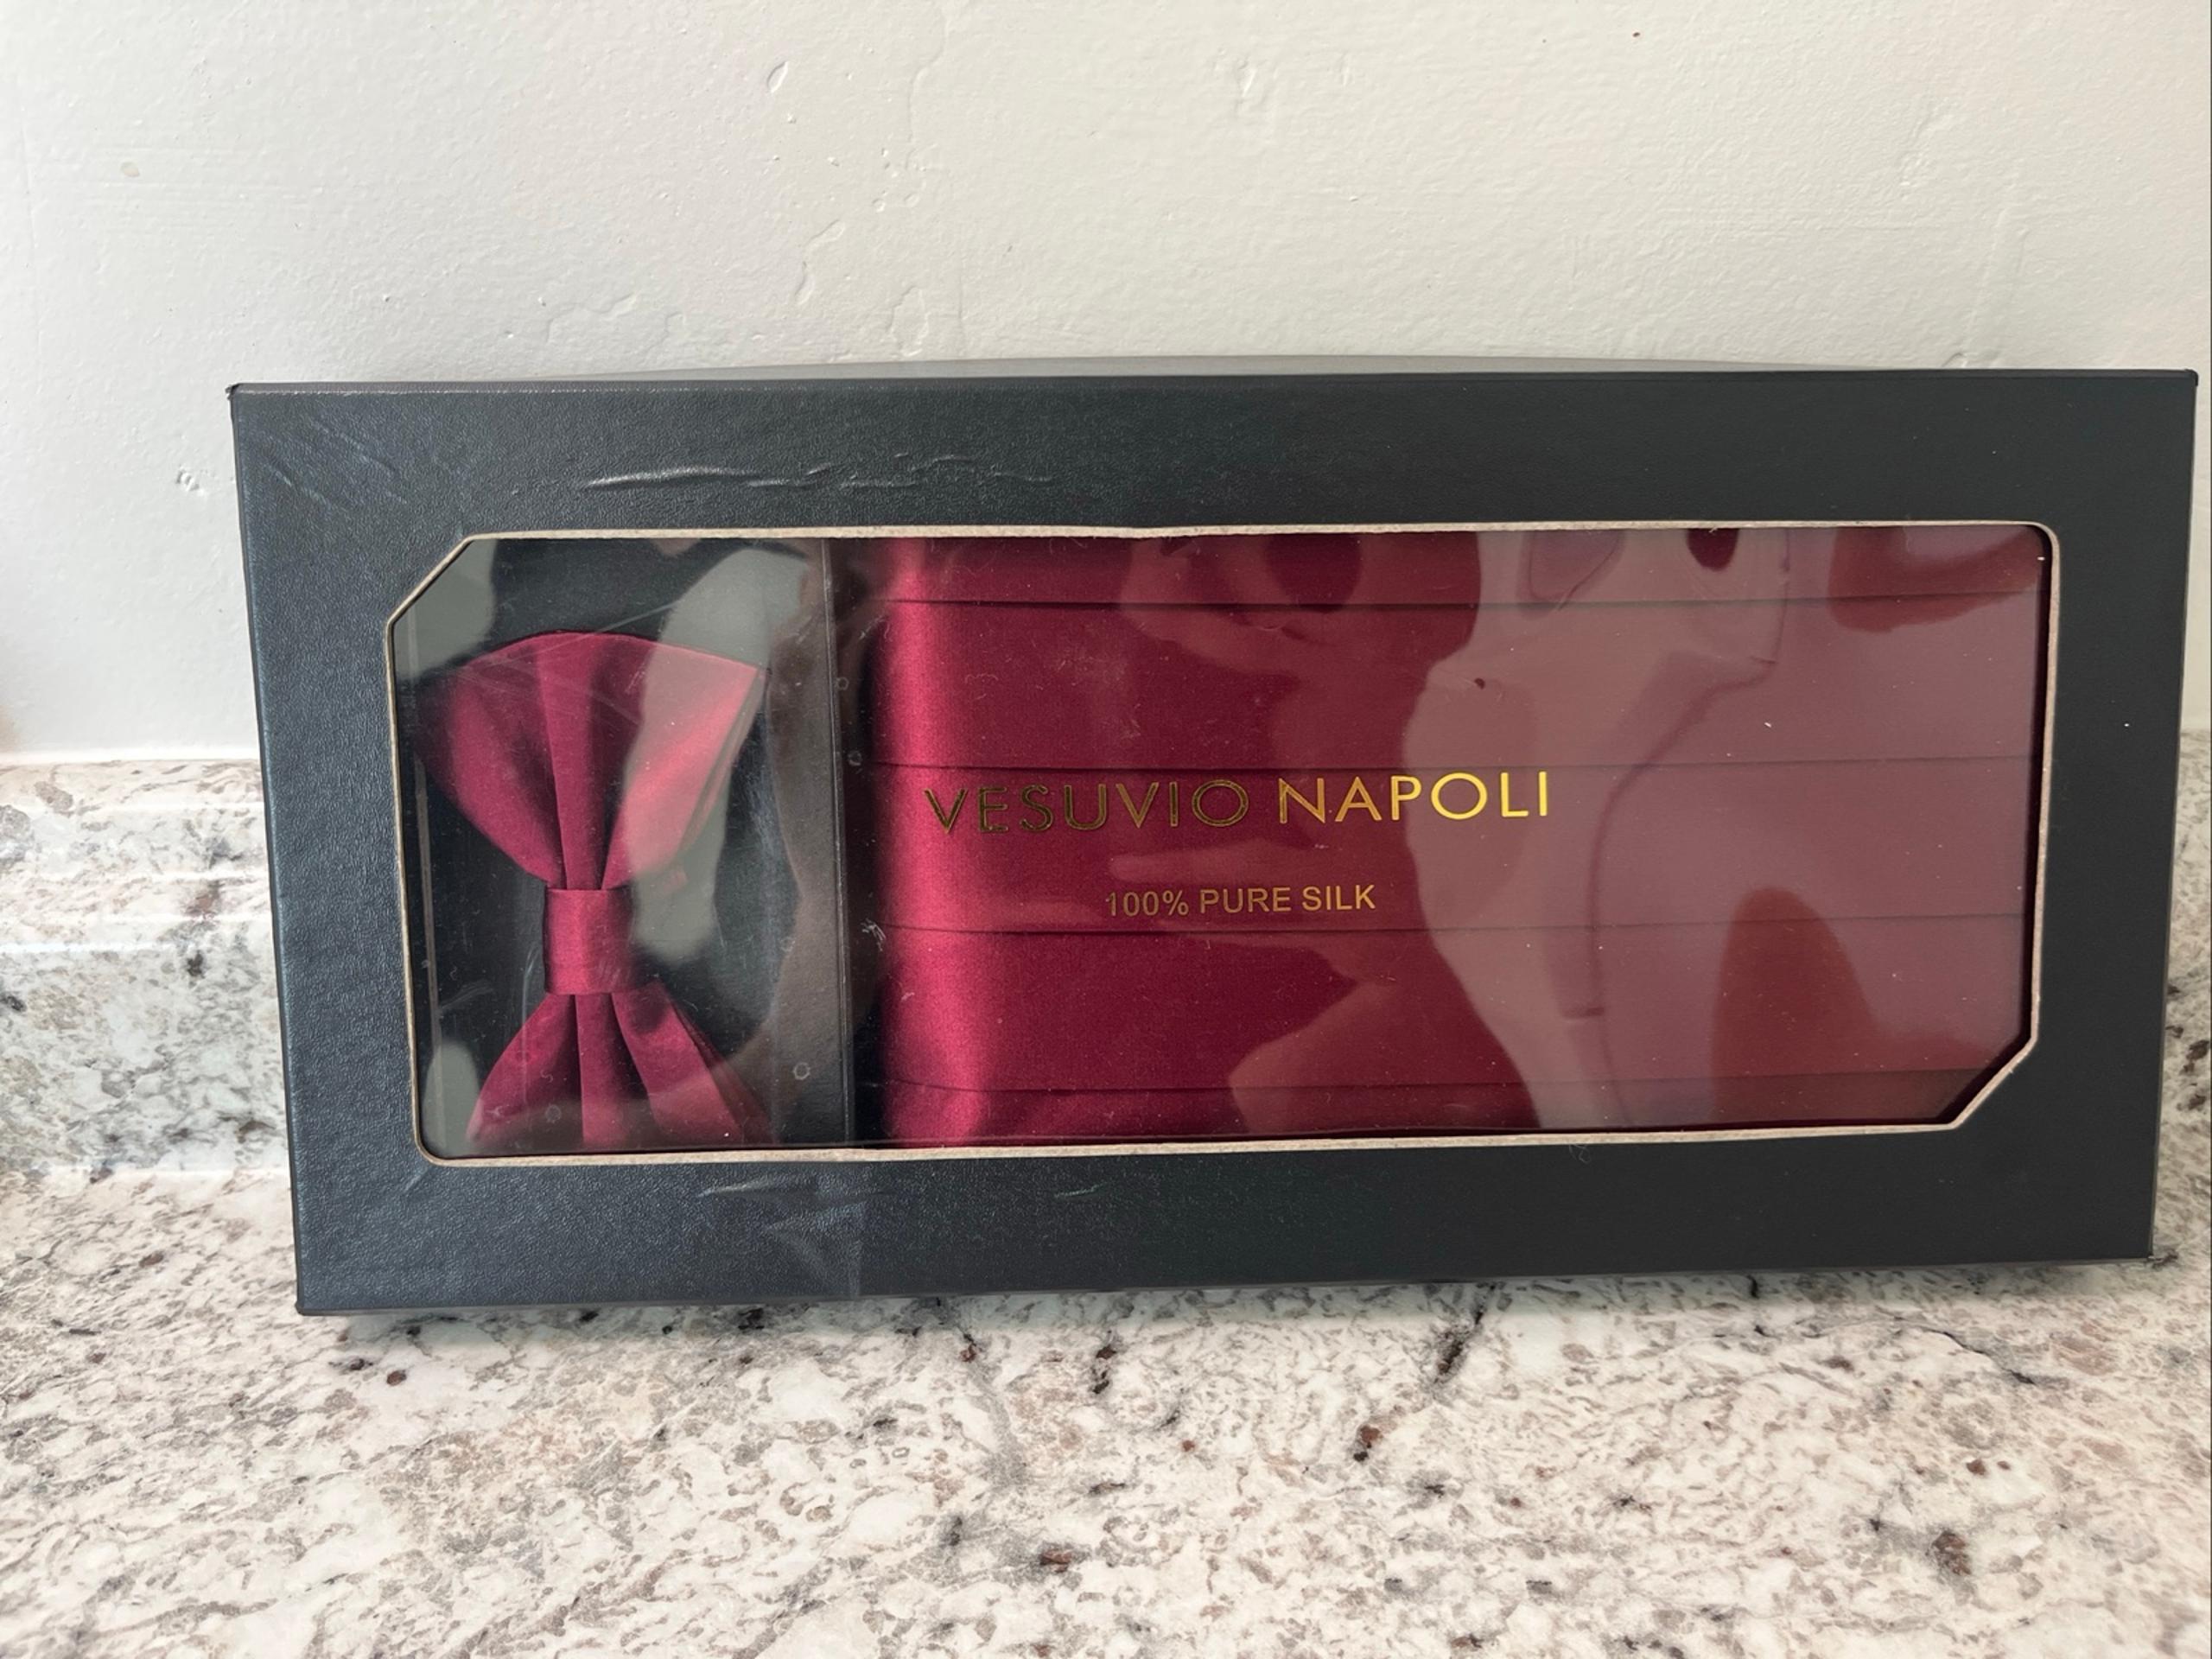 VESUVIO NAPOLI
100% PURE SILK